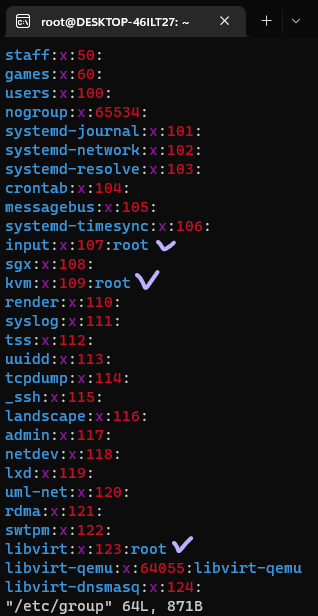 root@DESKTOP-46ILT27: ~
staff:x:50:
games:x:60:
users:x:100:
nogroup:x:65534:
systemd-journal:x:101:
systemd-network:x:102:
systemd-resolve:x:103:
crontab:x:104:
messagebus:x:105:
systemd-timesync:x:106:
input:x:107:root
sgx:x:108:
kvm:x:109:root
render:x:110:
syslog:x:111:
tss:x:112:
uuidd:x:113:
tcpdump:x:114:
_ssh:x:115:
landscape:x:116:
admin:x:117:
netdev:x:118:
lxd:x:119:
uml-net:x:120:
rdma:x:121:
swtpm:x:122:
libvirt:x:123:root
libvirt-qemu:x:64055:libvirt-qemu
libvirt-dnsmasq:x:124:
"/etc/group" 64L, 871B